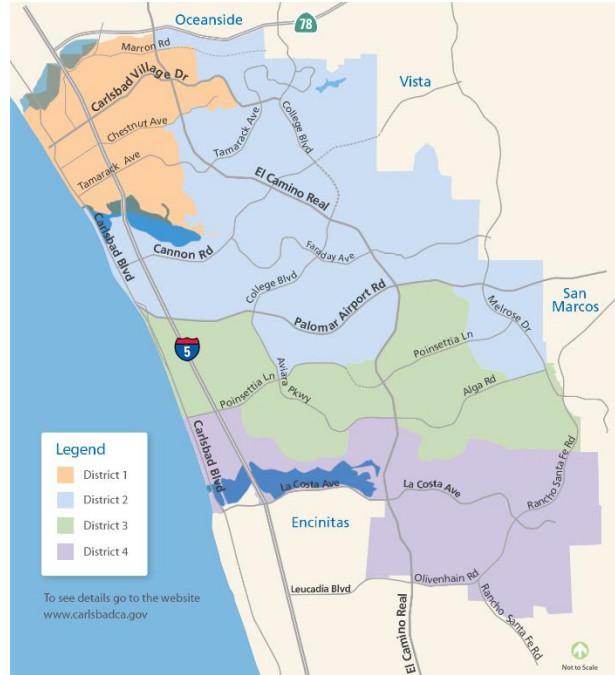 Oceanside
78
Marron Rd
Carlsbad Village Dr
Vista
Chestnut Ave
Tamarack Ave
College Blvd
Tamarack Ave
El Camino Real
Carlsbad Blvd
Cannon Rd
Faraday Ave
College Blvd
Palomar Airport Rd
San
Marcos
Melrose Dr
5
Poinsettia Ln
Aviara Pkwy
Poinsettia Ln
Alga Rd
Carlsbad Blvd
Rancho Santa Fe Rd
La Costa Ave
La Costa Ave
Encinitas
Legend
District 1
District 2
District 3
District 4
Leucadia Blvd
Olivenhain Rd
El Camino Real
Rancho Santa Fe Rd
To see details go to the website
www.carlsbadca.gov
Not to Scale